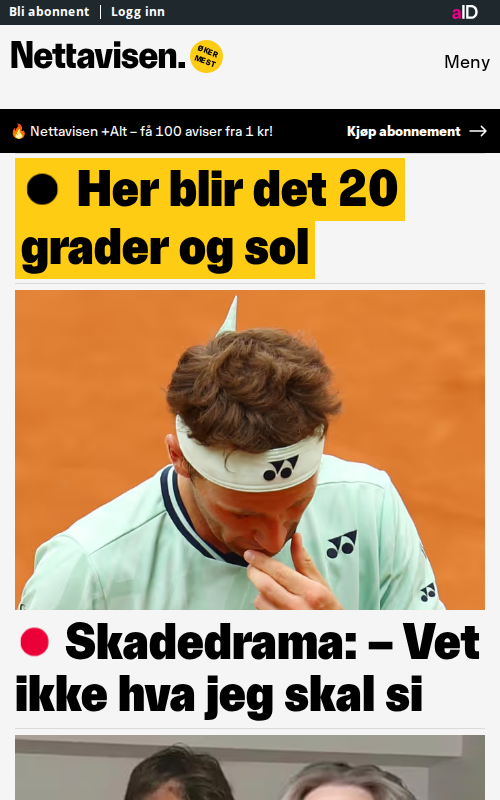 Bli abonnent | Logg inn
aID
Nettavisen.
ØKER
MEST
Meny
🔥 Nettavisen +Alt – få 100 aviser fra 1 kr!
Kjøp abonnement →
Her blir det 20
grader og sol
Skadedrama: – Vet
ikke hva jeg skal si